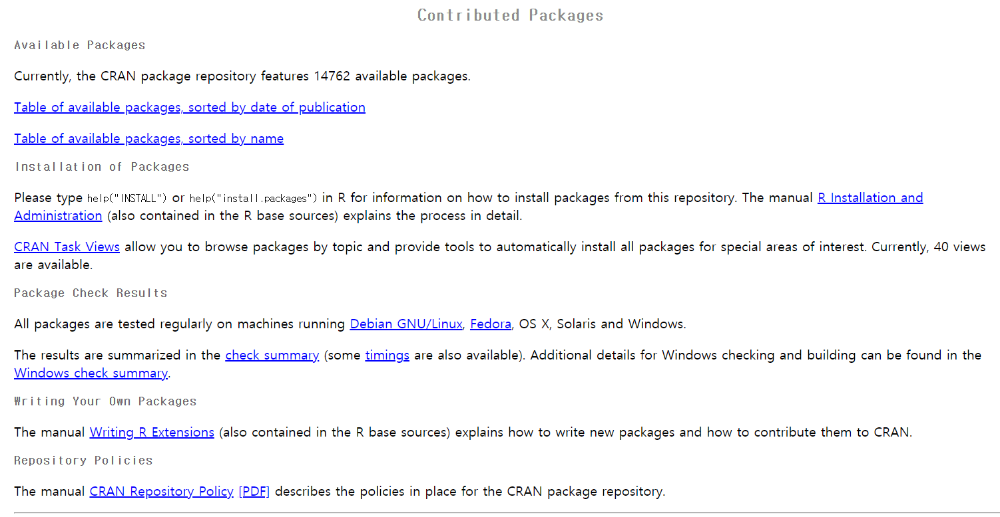 Contributed Packages
Available Packages
Currently, the CRAN package repository features 14762 available packages.
Table of available packages, sorted by date of publication
Table of available packages, sorted by name
Installation of Packages
Please type help("INSTALL") or help("install.packages") in R for information on how to install packages from this repository. The manual R Installation and
Administration (also contained in the R base sources) explains the process in detail.
CRAN Task Views allow you to browse packages by topic and provide tools to automatically install all packages for special areas of interest. Currently, 40 views
are available.
Package Check Results
All packages are tested regularly on machines running Debian GNU/Linux, Fedora, OS X, Solaris and Windows.
The results are summarized in the check summary (some timings are also available). Additional details for Windows checking and building can be found in the
Windows check summary.
Writing Your Own Packages
The manual Writing R Extensions (also contained in the R base sources) explains how to write new packages and how to contribute them to CRAN.
Repository Policies
The manual CRAN Repository Policy [PDF] describes the policies in place for the CRAN package repository.